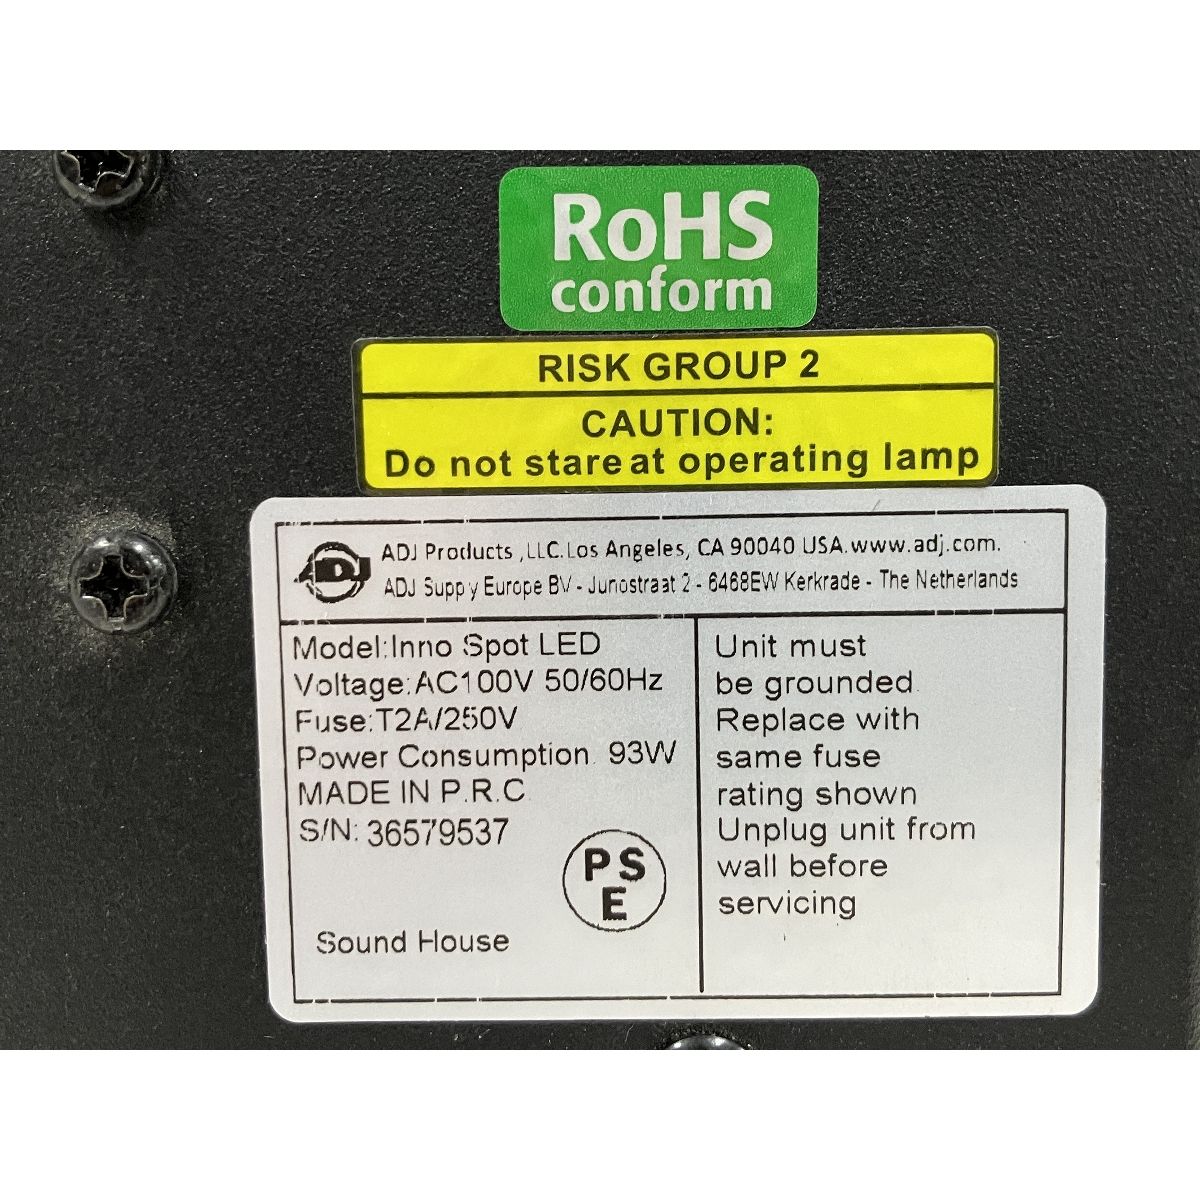 RoHS
conform
RISK GROUP 2
CAUTION:
Do not stare at operating lamp
ADJ
ADJ Products ,LLC.Los Angeles, CA 90040 USA.www.adj.com.
ADJ Supp y Europe BV - Junostraat 2 - 6468EW Kerkrade - The Netherlands
Model:Inno Spot LED
Voltage:AC100V 50/60Hz
Fuse:T2A/250V
Power Consumption 93W
MADE IN P.R.C
S/N: 36579537
PS
E
Sound House
Unit must
be grounded
Replace with
same fuse
rating shown
Unplug unit from
wall before
servicing